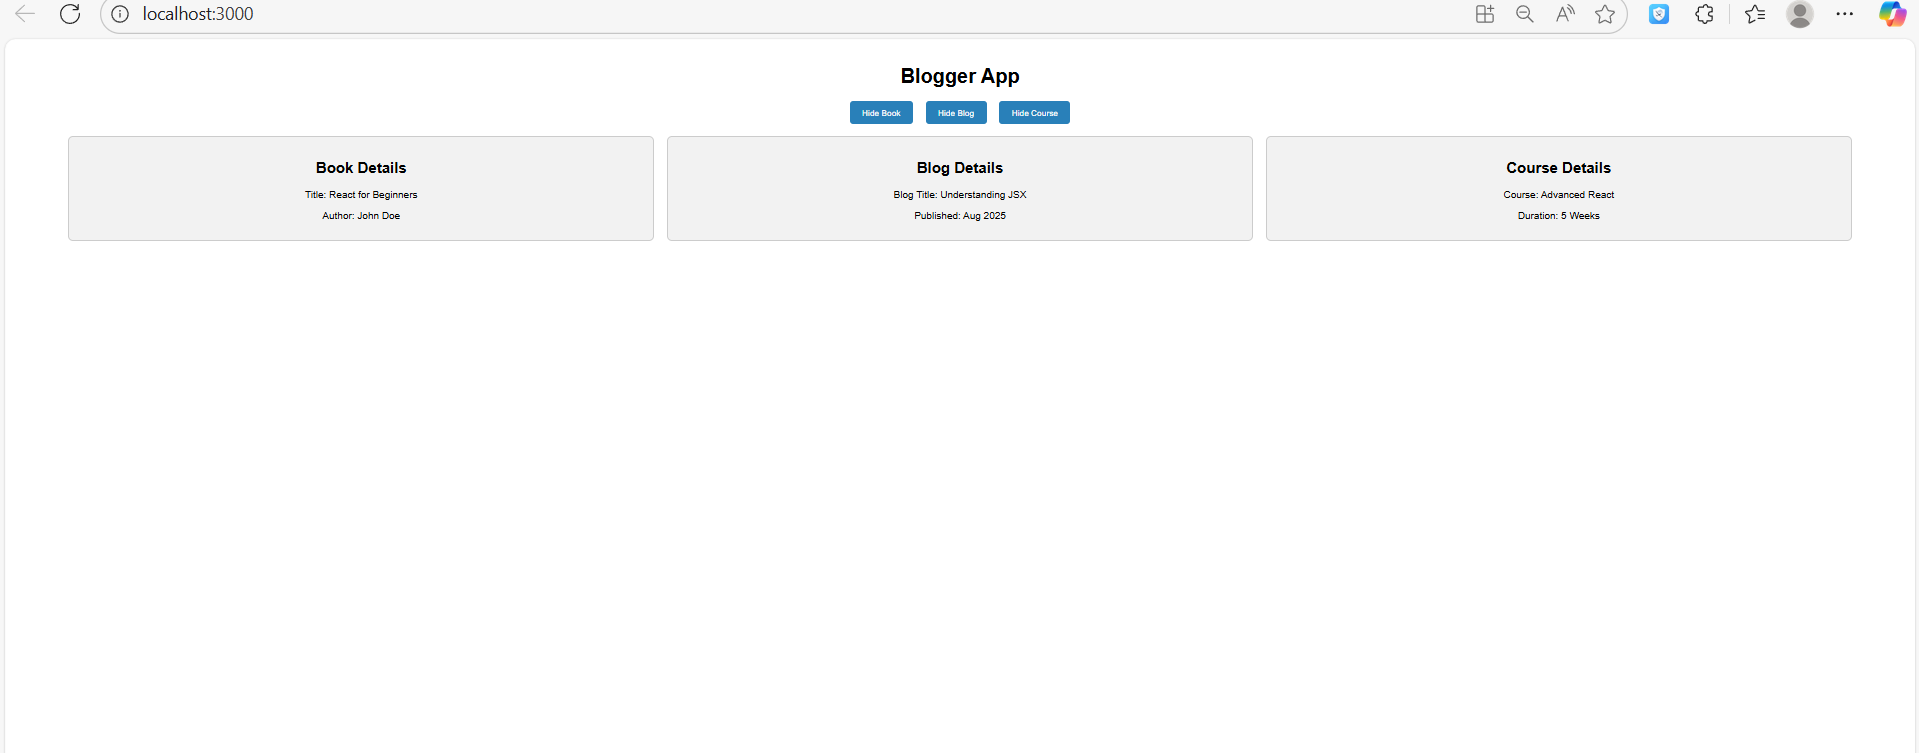 localhost:3000
Blogger App
Hide Book Hide Blog Hide Course
Book Details
Title: React for Beginners
Author: John Doe
Blog Details
Blog Title: Understanding JSX
Published: Aug 2025
Course Details
Course: Advanced React
Duration: 5 Weeks